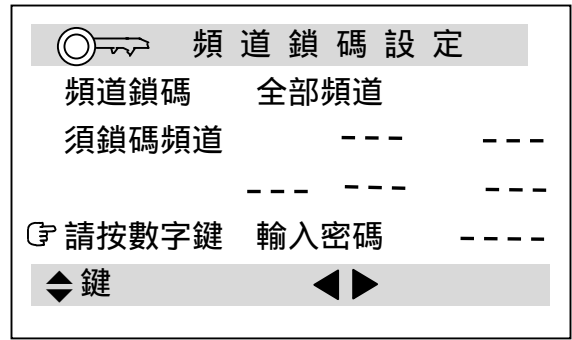 頻道鎖碼設定
頻道鎖碼 全部頻道
須鎖碼頻道 --- ---
--- --- ---
☞請按數字鍵 輸入密碼 ----
◆鍵 ◀▶